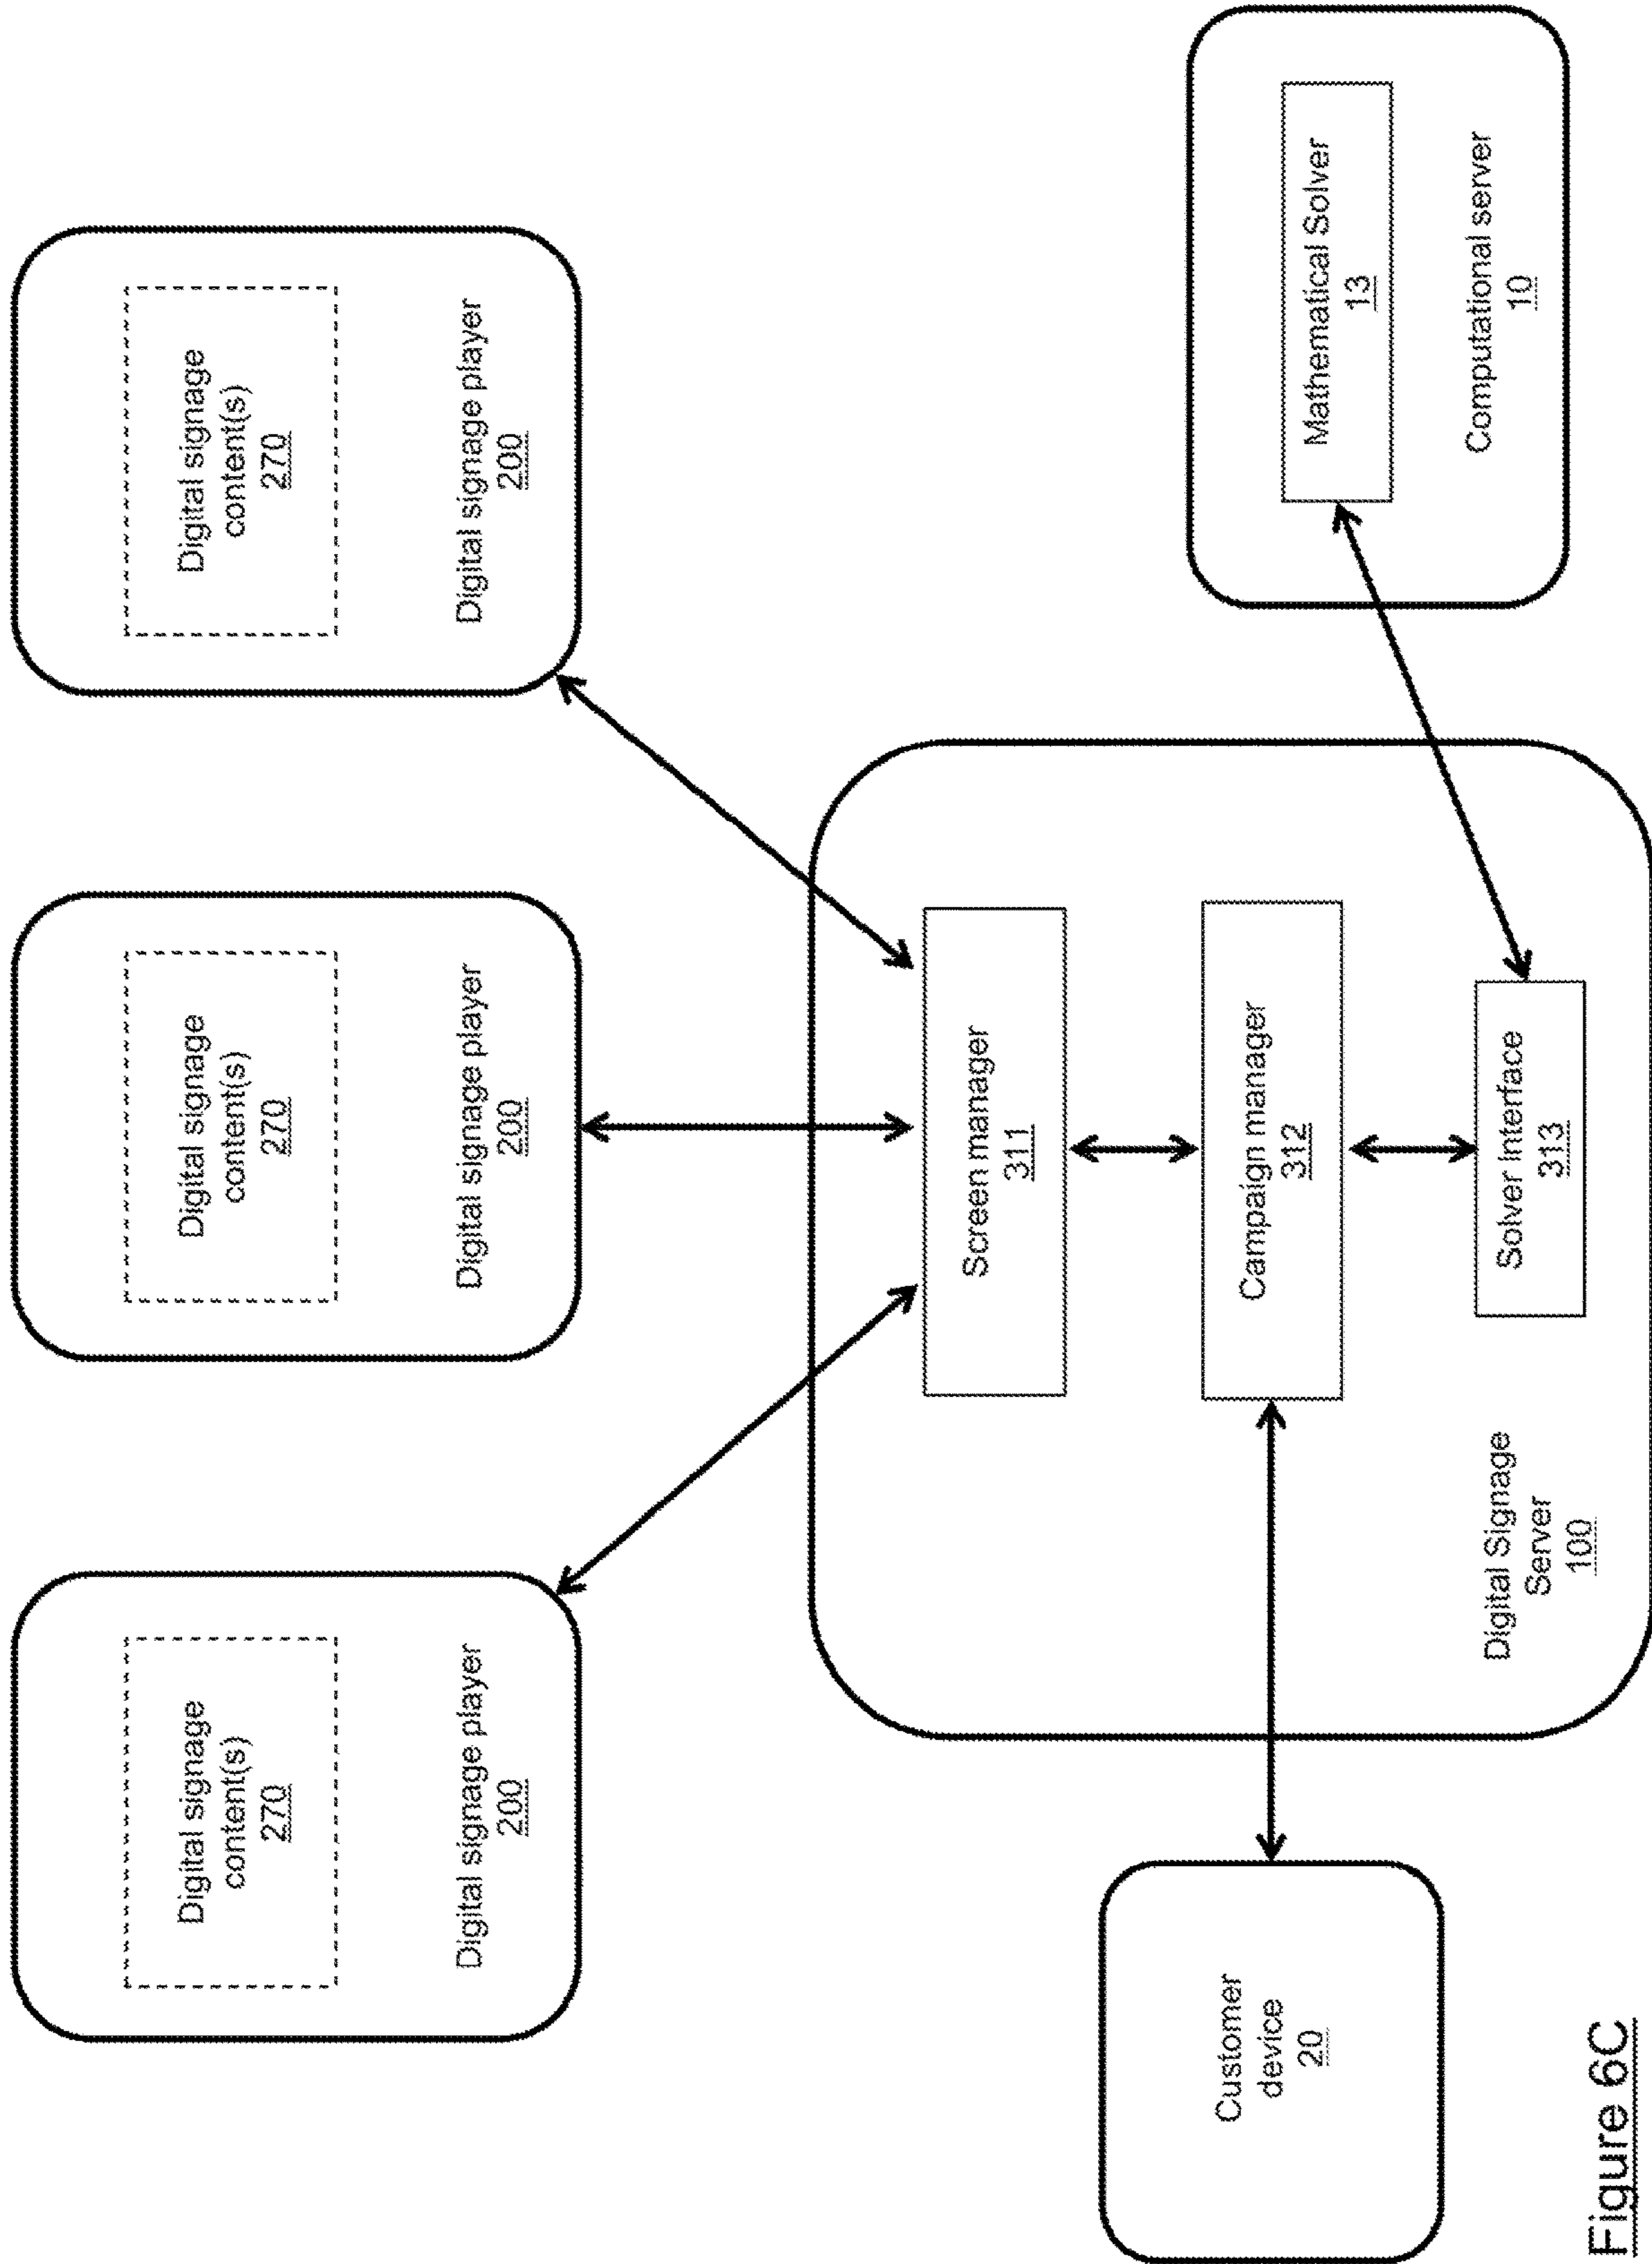 Digital signage
content(s)
270
Digital signage player
200
Digital signage
content(s)
270
Digital signage player
200
Digital signage
content(s)
270
Digital signage player
200
Screen manager
311
Customer
device
20
Campaign manager
312
Mathematical Solver
13
Computational server
10
Digital Signage
Server
100
Solver Interface
313
Figure 6C